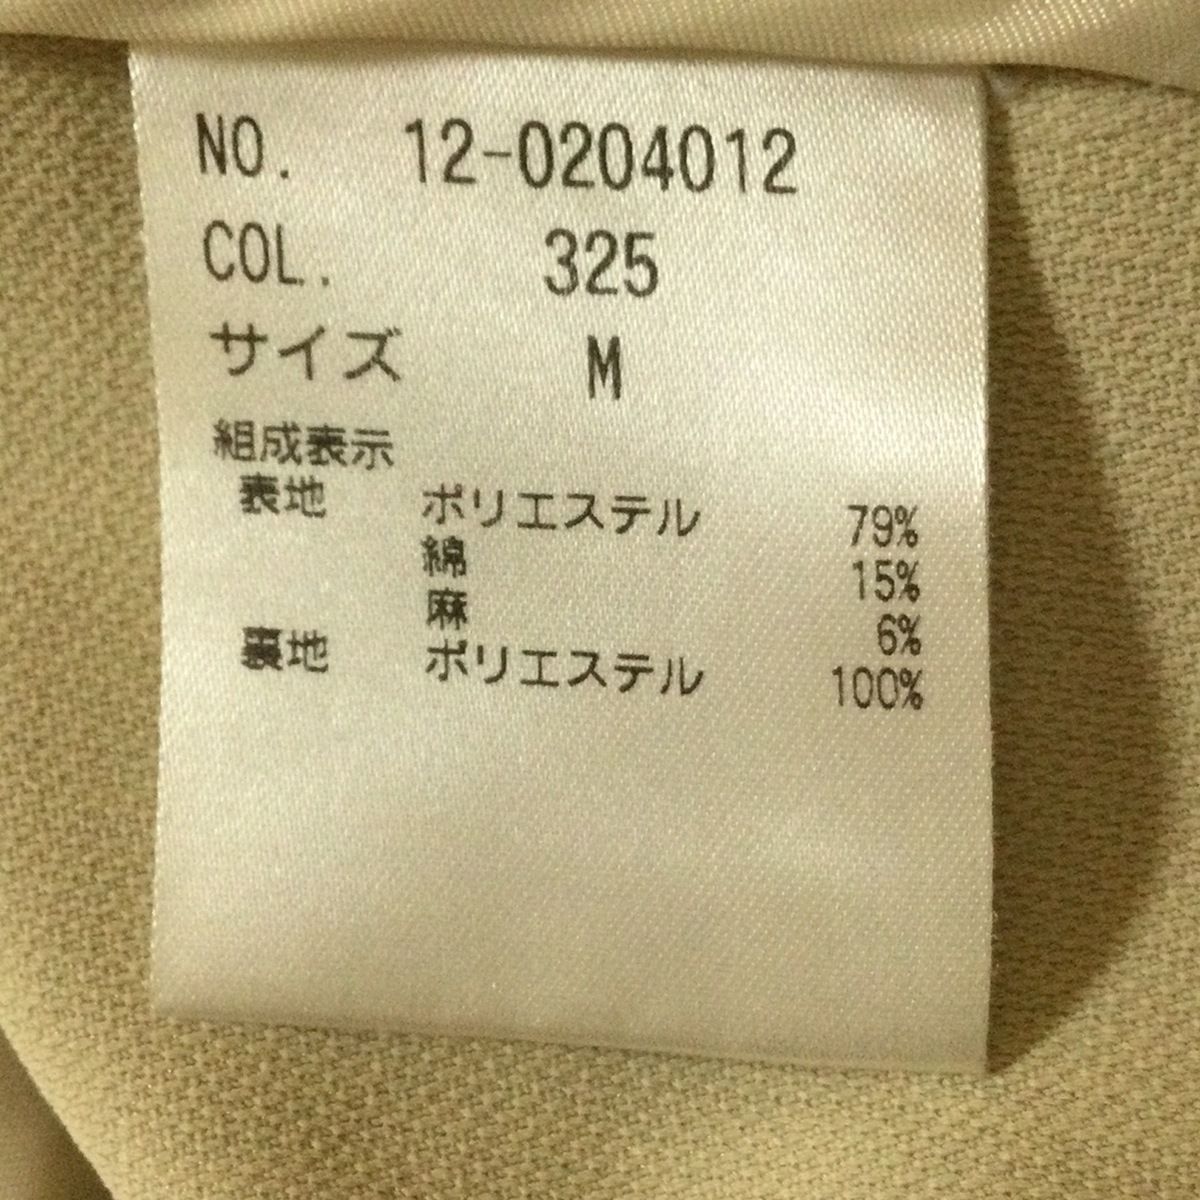 NO. 12-0204012
COL. 325
サイズ M
組成表示
表地 ポリエステル 79%
綿 15%
麻 6%
裏地 ポリエステル 100%